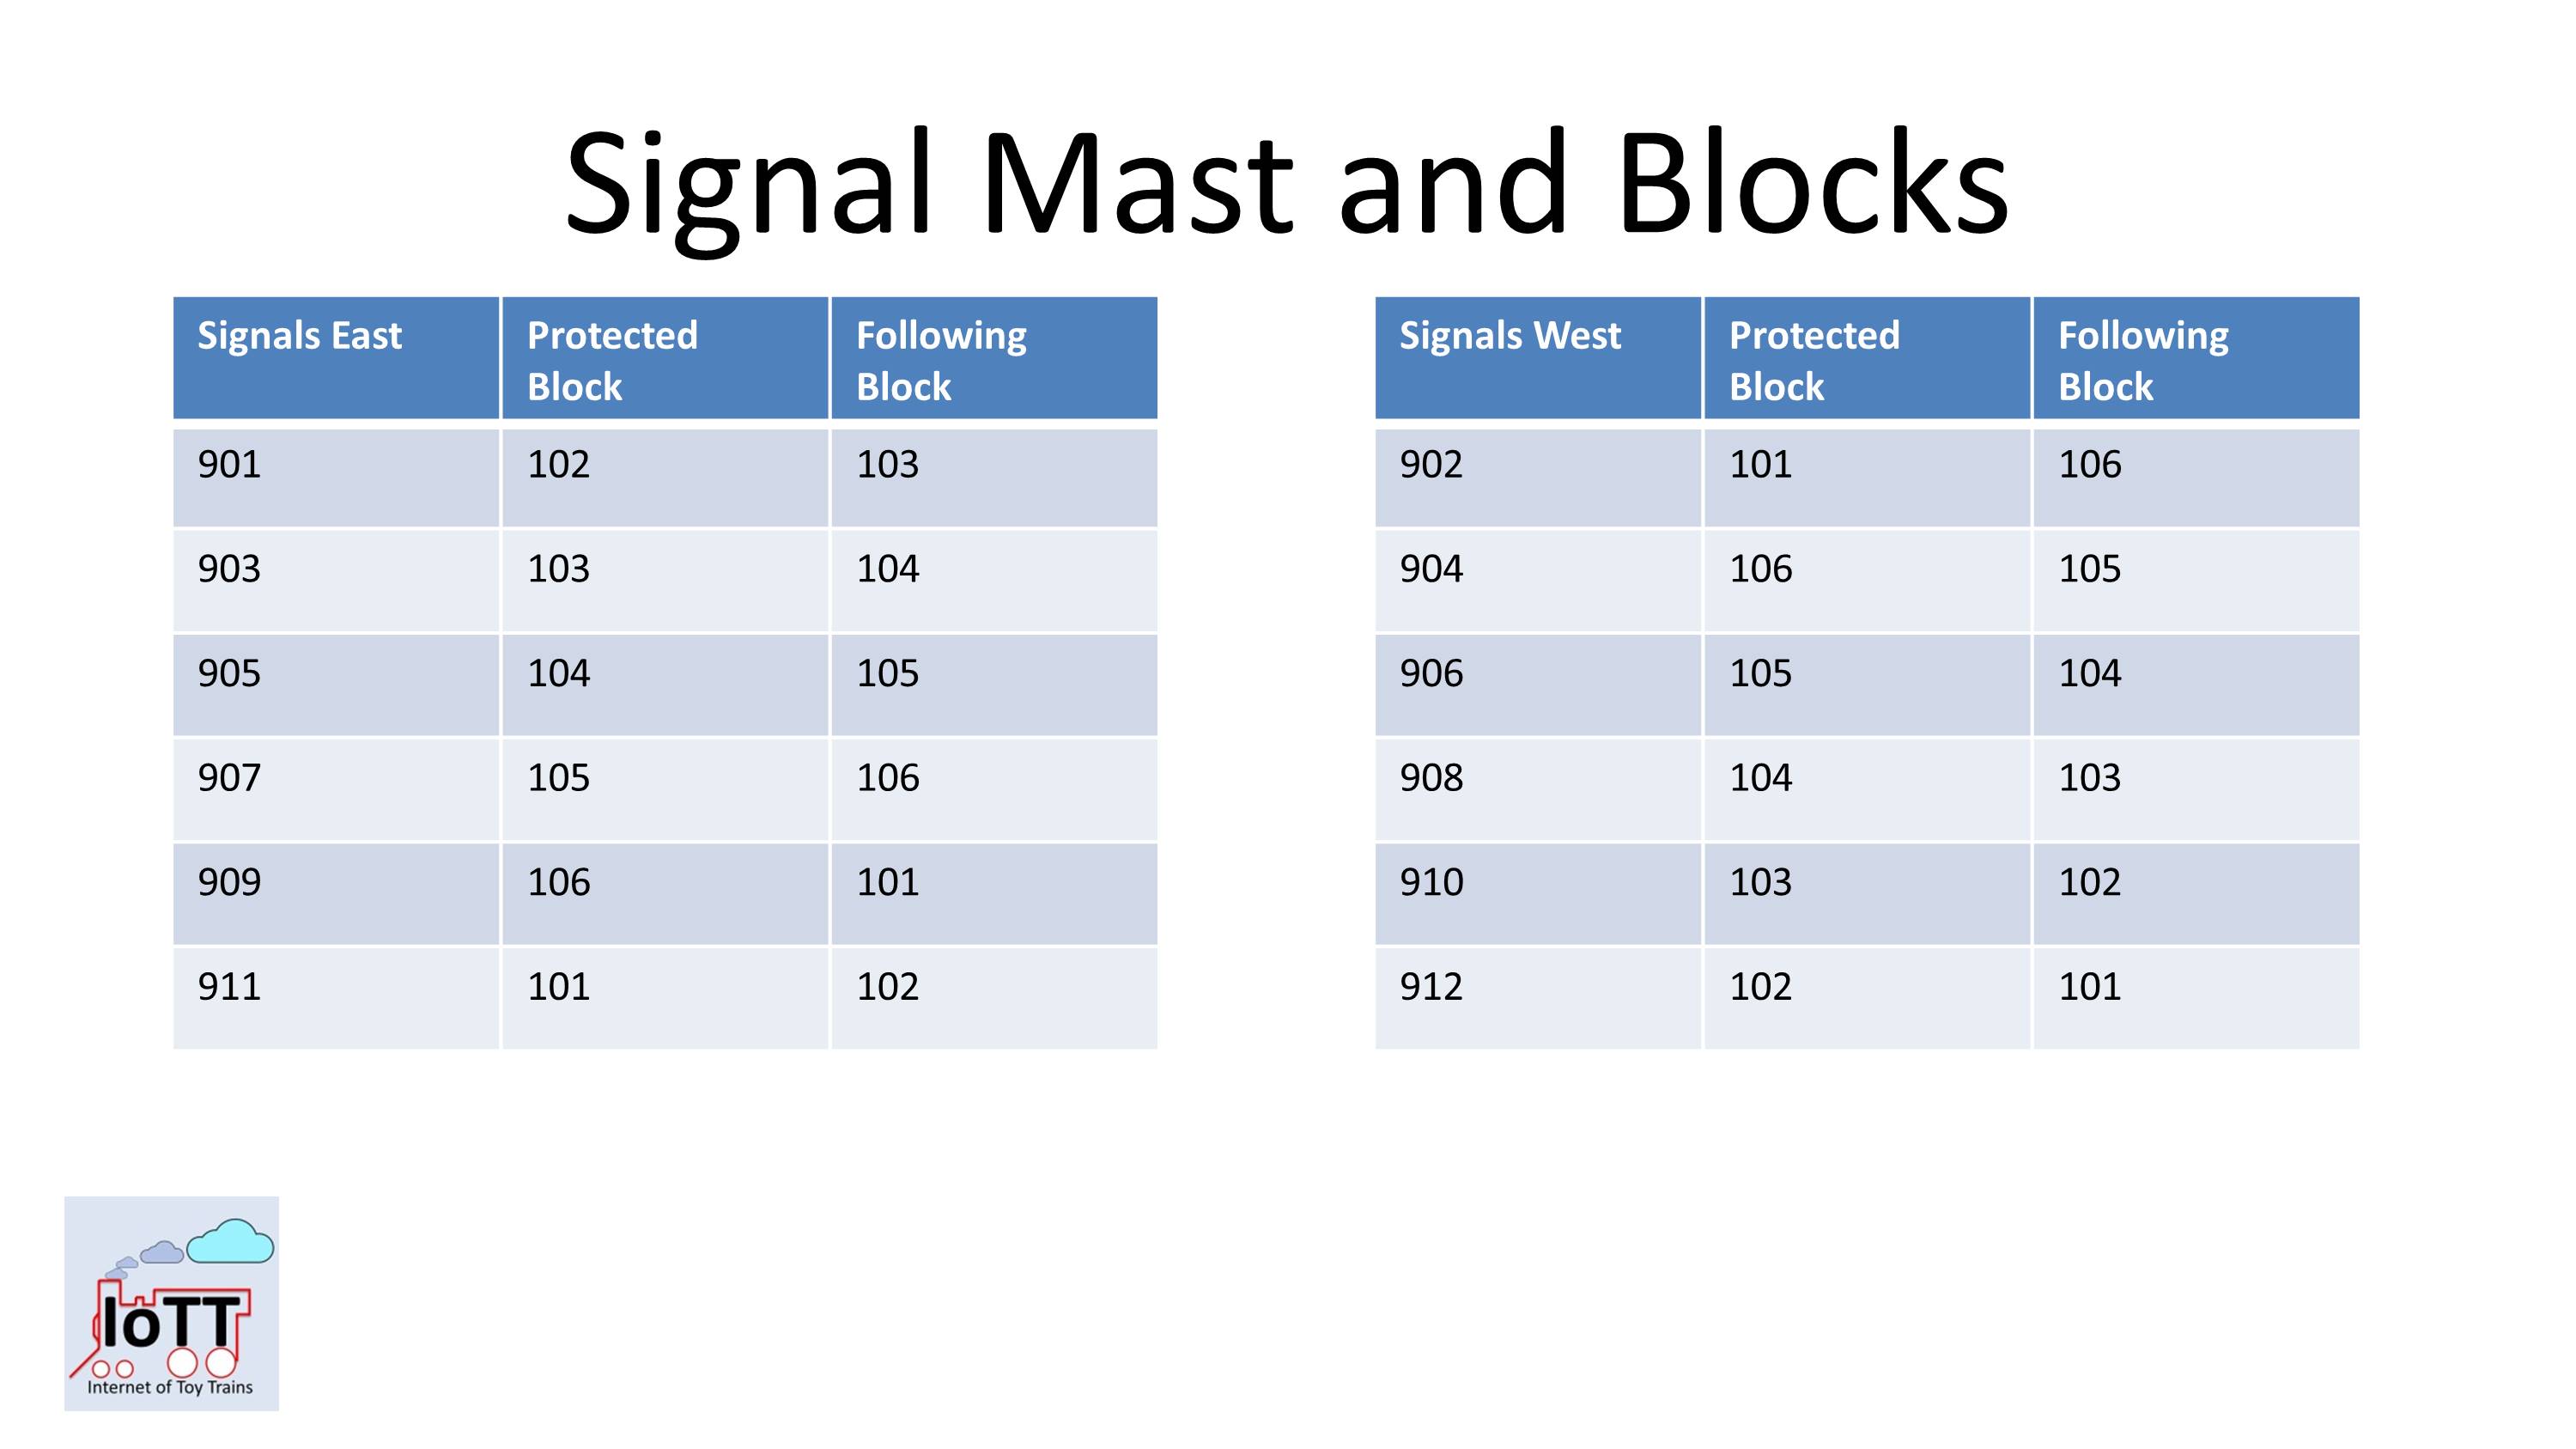 Signal Mast and Blocks
Signals East Protected Block Following Block
901 102 103
903 103 104
905 104 105
907 105 106
909 106 101
911 101 102
Signals West Protected Block Following Block
902 101 106
904 106 105
906 105 104
908 104 103
910 103 102
912 102 101
IoTT
Internet of Toy Trains